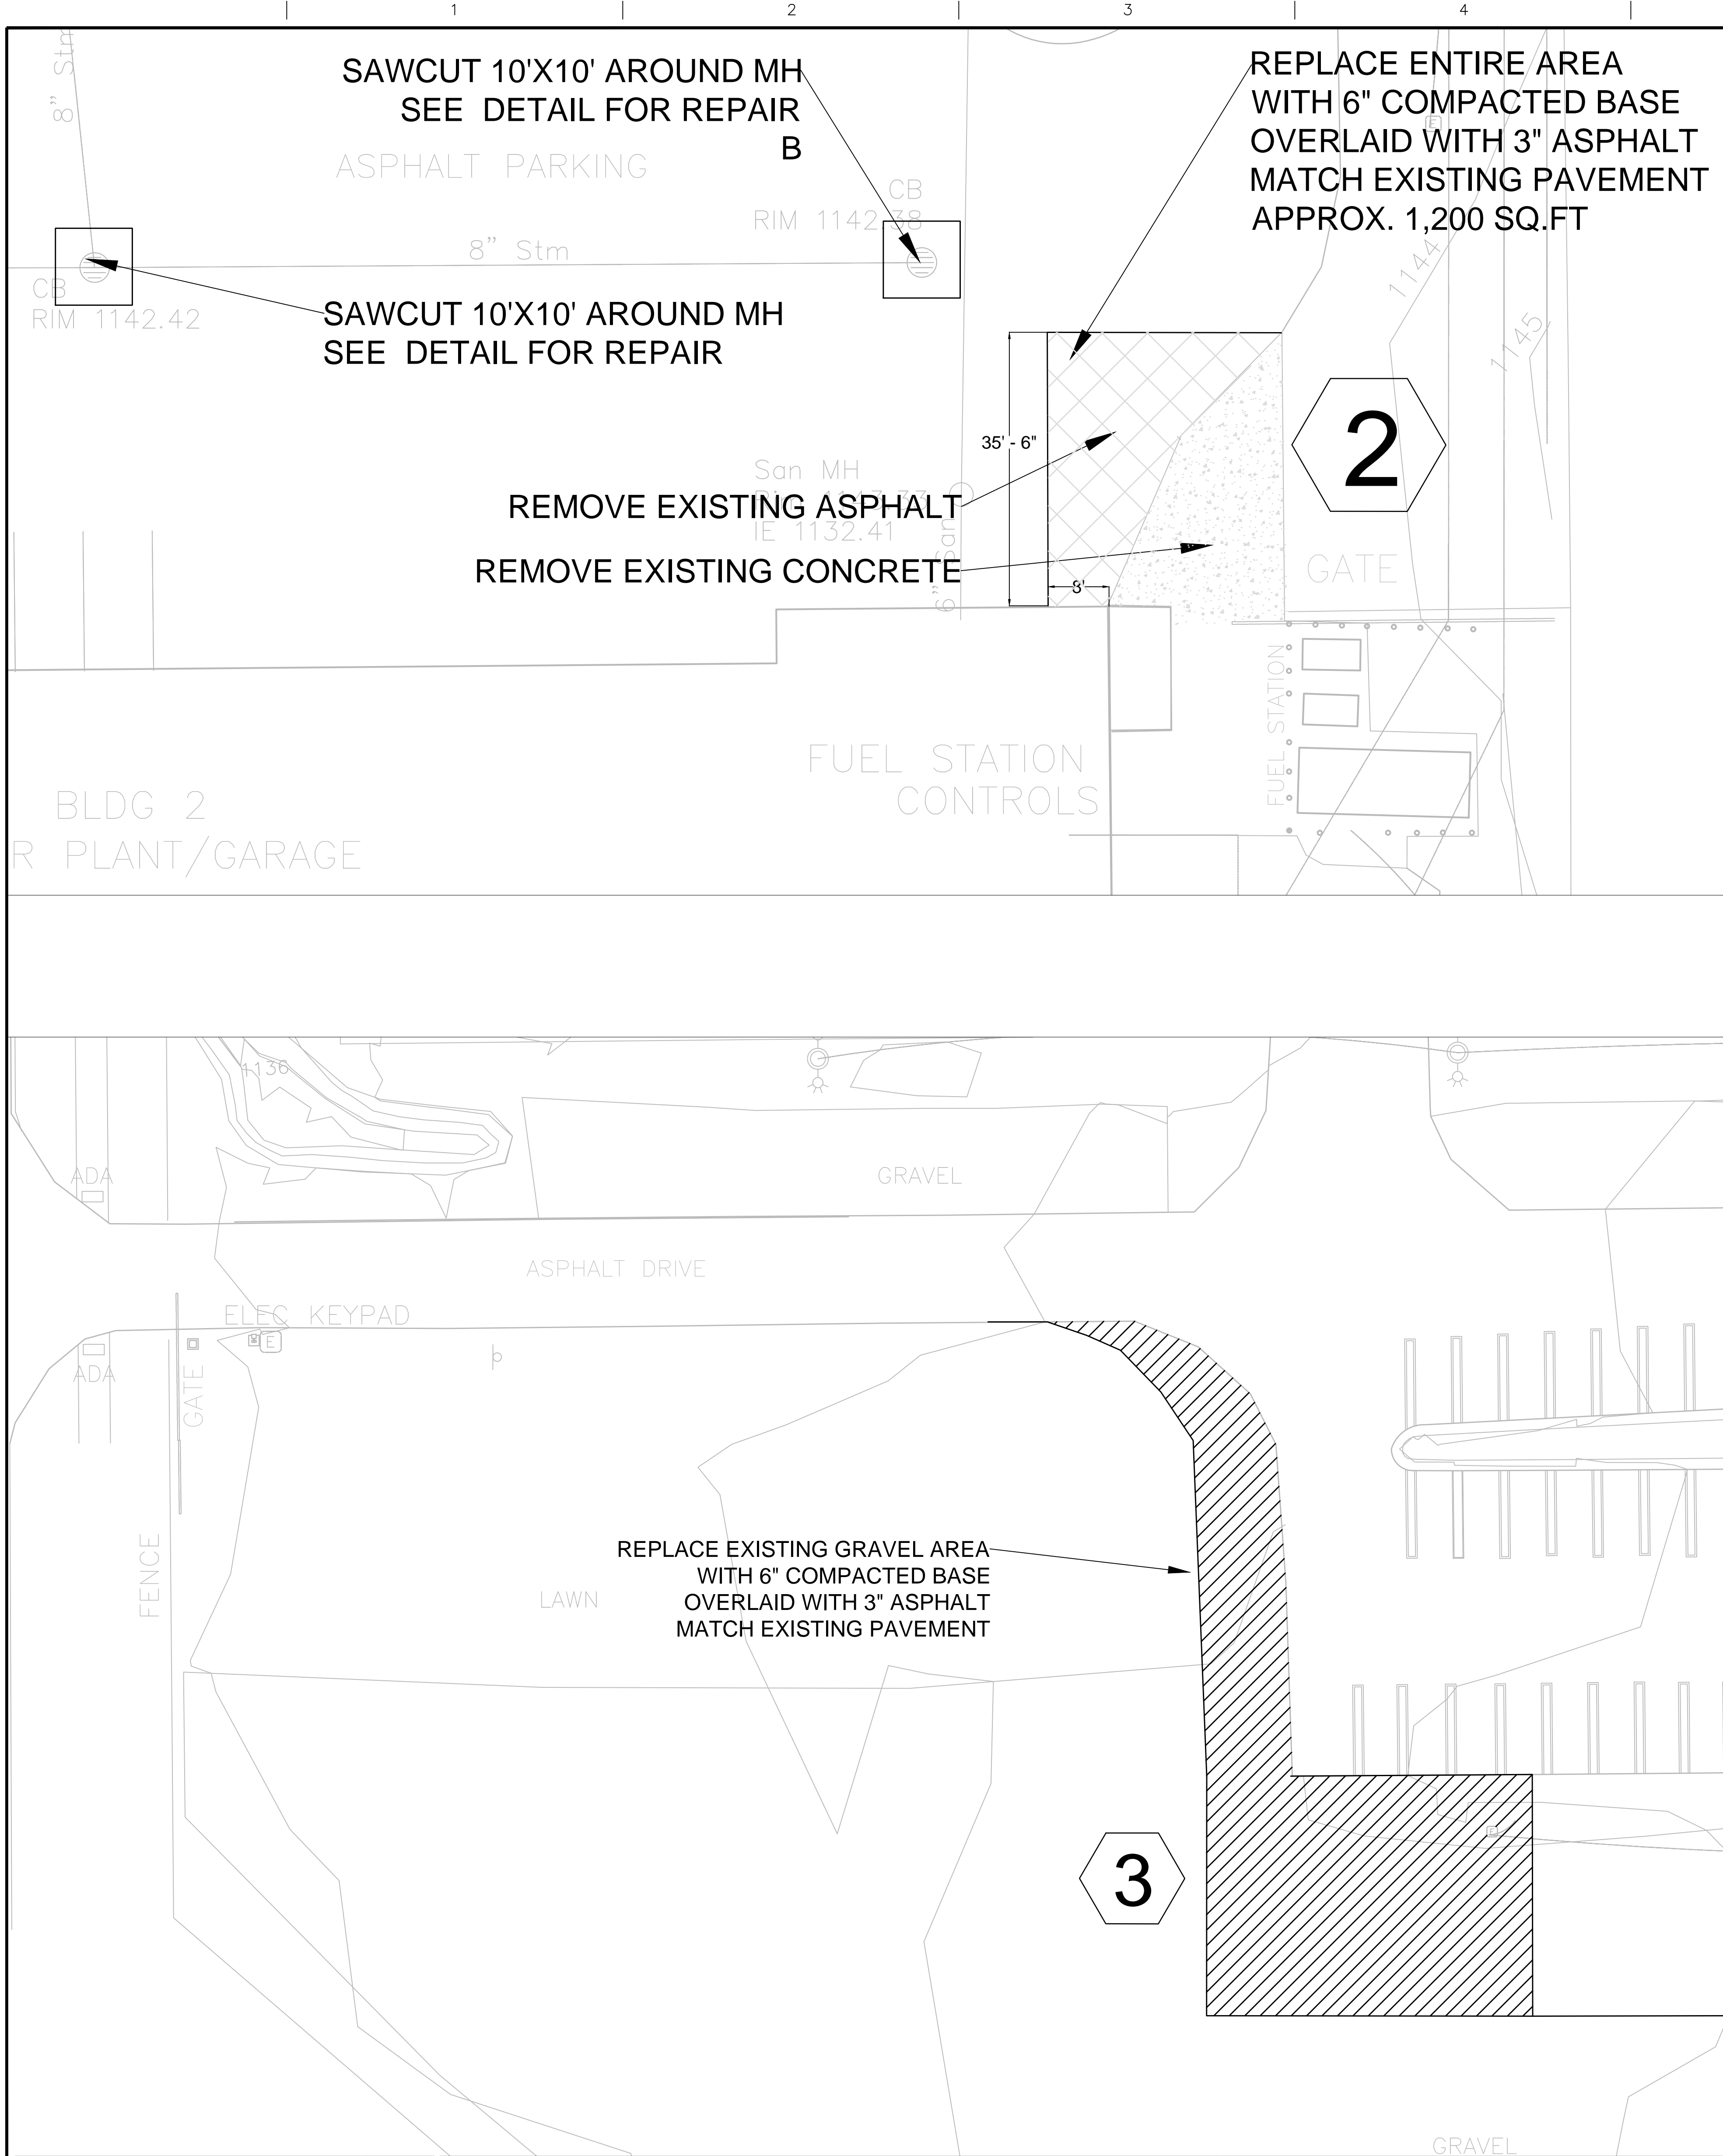 1
2
3
4
8" Stm
SAWCUT 10'X10' AROUND MH
SEE DETAIL FOR REPAIR
B
REPLACE ENTIRE AREA
WITH 6" COMPACTED BASE
OVERLAID WITH 3" ASPHALT
MATCH EXISTING PAVEMENT
APPROX. 1,200 SQ.FT
E
ASPHALT PARKING
CB
RIM 1142.38
8" Stm
CB
RIM 1142.42
SAWCUT 10'X10' AROUND MH
SEE DETAIL FOR REPAIR
1144
1145
2
35' - 6"
San MH
REMOVE EXISTING ASPHALT
IE 1132.41
6" San
REMOVE EXISTING CONCRETE
8'
GATE
FUEL STATION
FUEL STATION
CONTROLS
BLDG 2
R PLANT/GARAGE
1136
ADA
GRAVEL
ASPHALT DRIVE
ELEC KEYPAD
E
ADA
GATE
FENCE
REPLACE EXISTING GRAVEL AREA
WITH 6" COMPACTED BASE
OVERLAID WITH 3" ASPHALT
MATCH EXISTING PAVEMENT
LAWN
E
3
GRAVEL